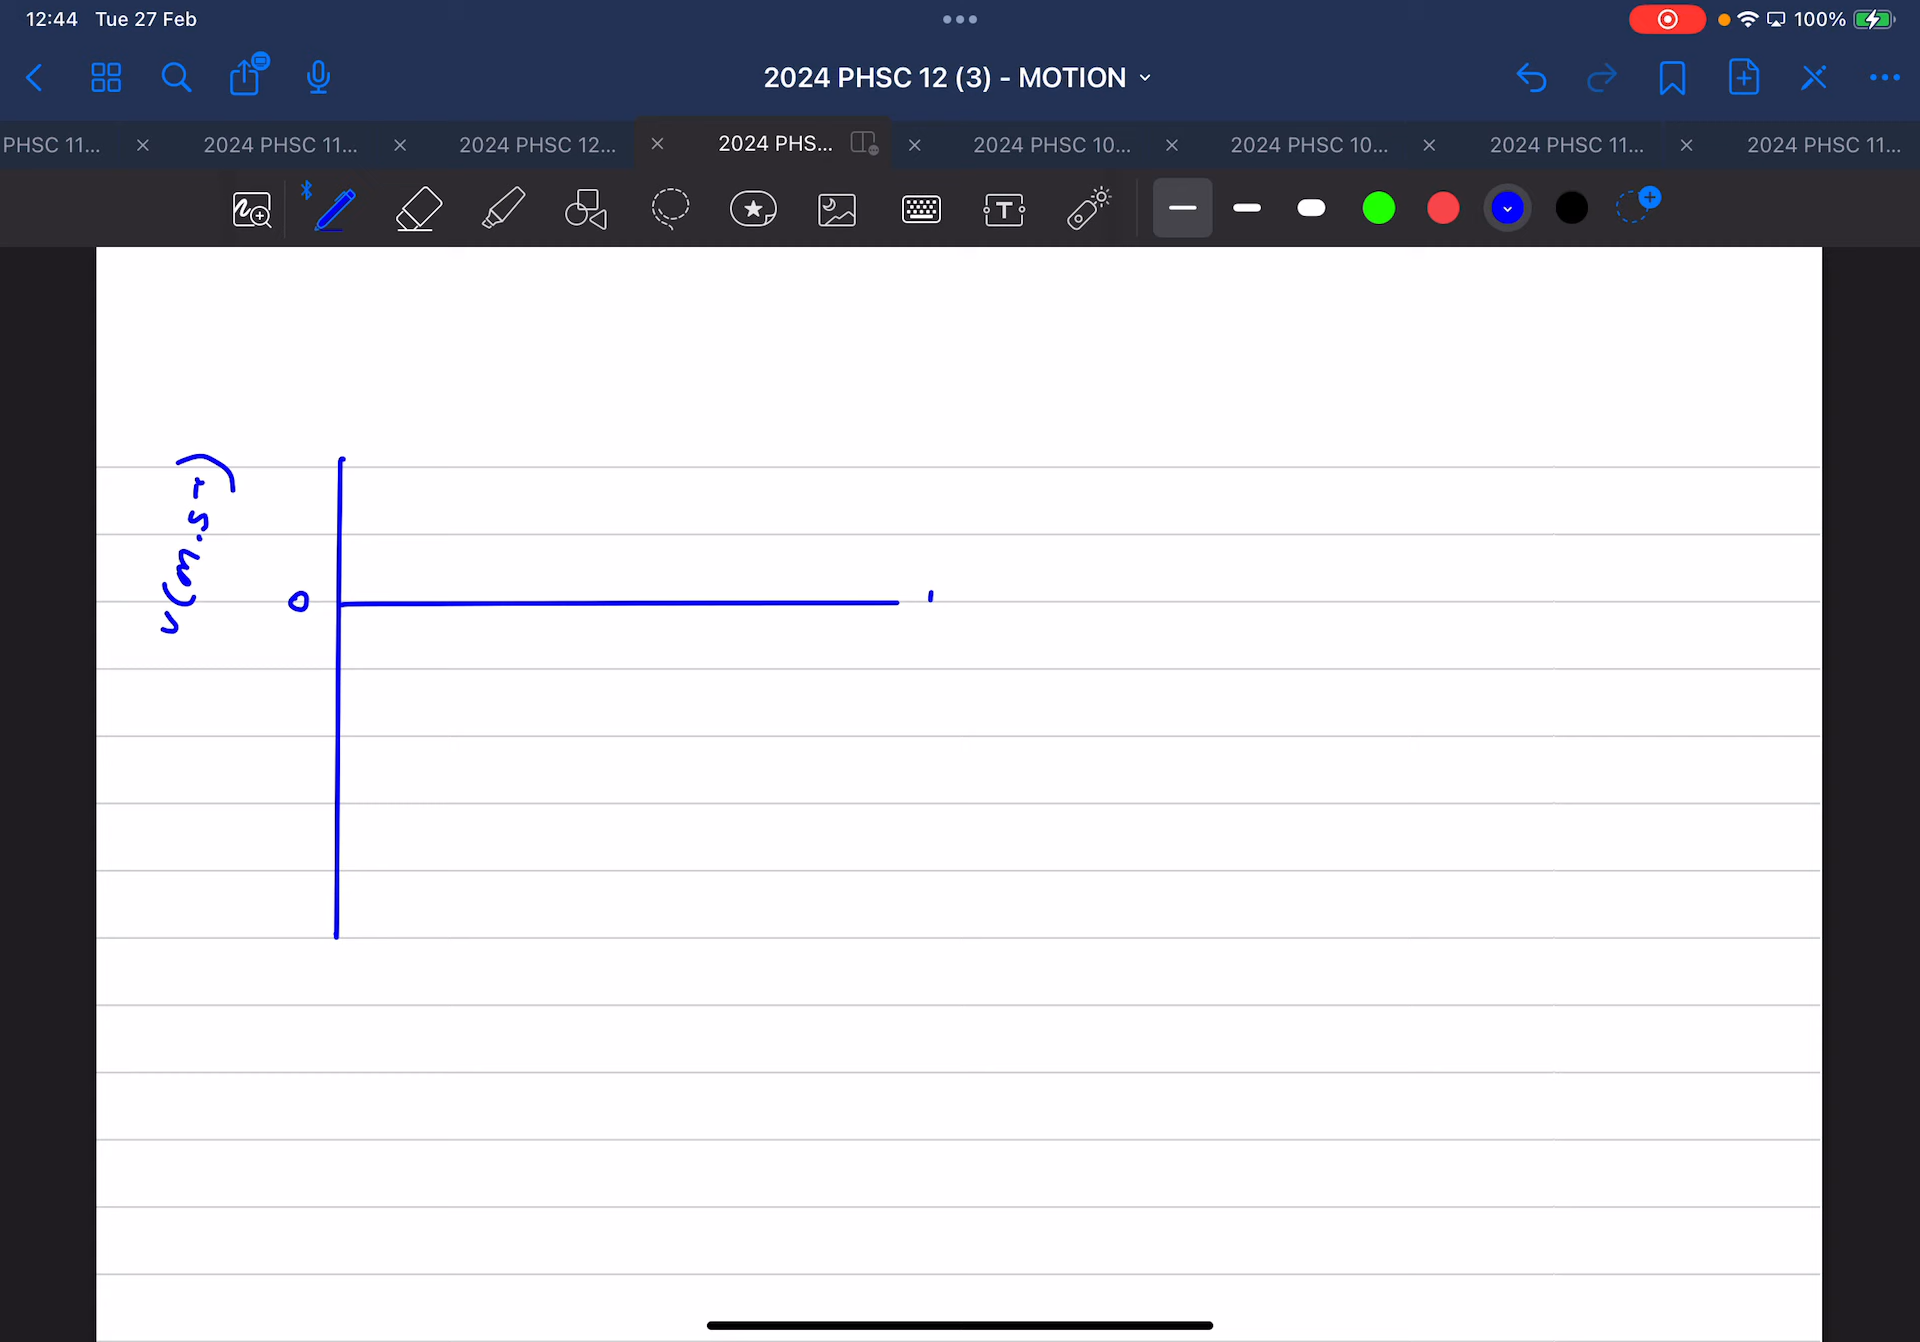 12:44 Tue 27 Feb
100%
2024 PHSC 12 (3) - MOTION
PHSC 11... 2024 PHSC 11... 2024 PHSC 12... 2024 PHS... 2024 PHSC 10... 2024 PHSC 10... 2024 PHSC 11... 2024 PHSC 11...
T
v(m.s⁻¹)
0